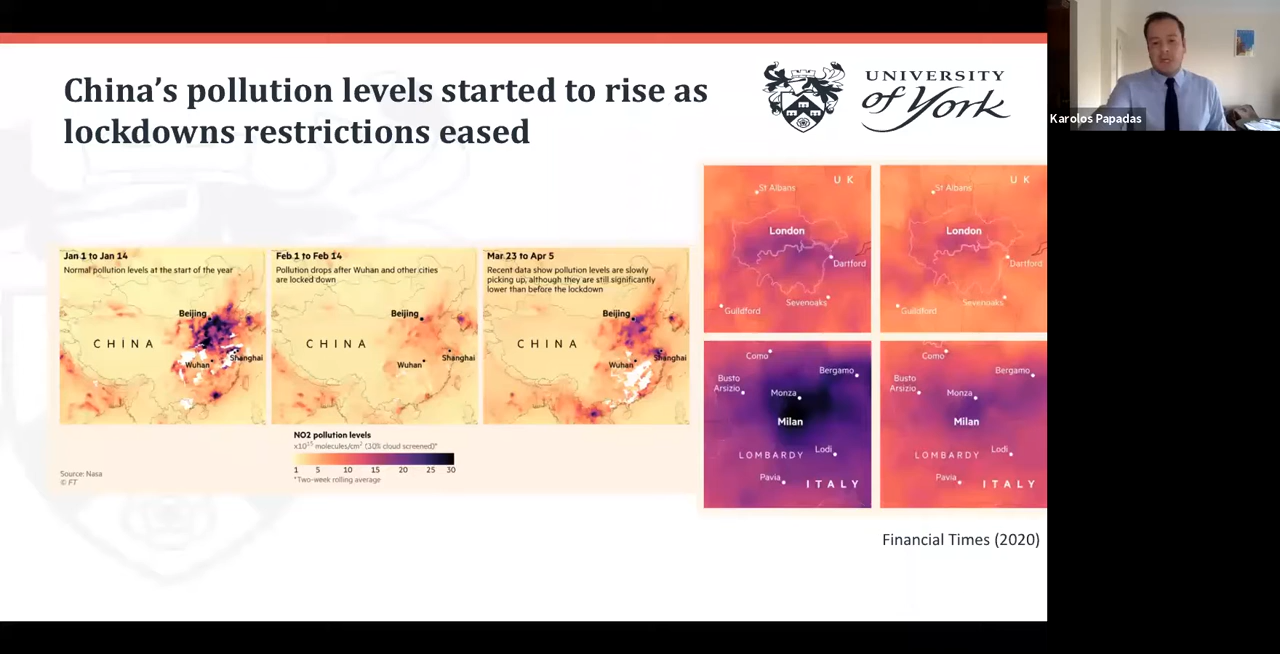 China’s pollution levels started to rise as
lockdowns restrictions eased
UNIVERSITY
of York
Karolos Papadas
Jan 1 to Jan 14
Normal pollution levels at the start of the year
Beijing
CHINA
Wuhan
Shanghai
Feb 1 to Feb 14
Pollution drops after Wuhan and other cities
are locked down
Beijing
CHINA
Wuhan
Shanghai
Mar 23 to Apr 5
Recent data show pollution levels are slowly
picking up, although they are still significantly
lower than before the lockdown
Beijing
CHINA
Wuhan
Shanghai
NO2 pollution levels
x10¹⁵ molecules/cm² (30% cloud screened)*
1 5 10 15 20 25 30
*Two-week rolling average
Source: Nasa
© FT
UK
St Albans
London
Dartford
Sevenoaks
Guildford
UK
St Albans
London
Dartford
Sevenoaks
Guildford
Como
Bergamo
Busto
Arsizio
Monza
Milan
LOMBARDY
Lodi
Pavia
ITALY
Como
Bergamo
Busto
Arsizio
Monza
Milan
LOMBARDY
Lodi
Pavia
ITALY
Financial Times (2020)